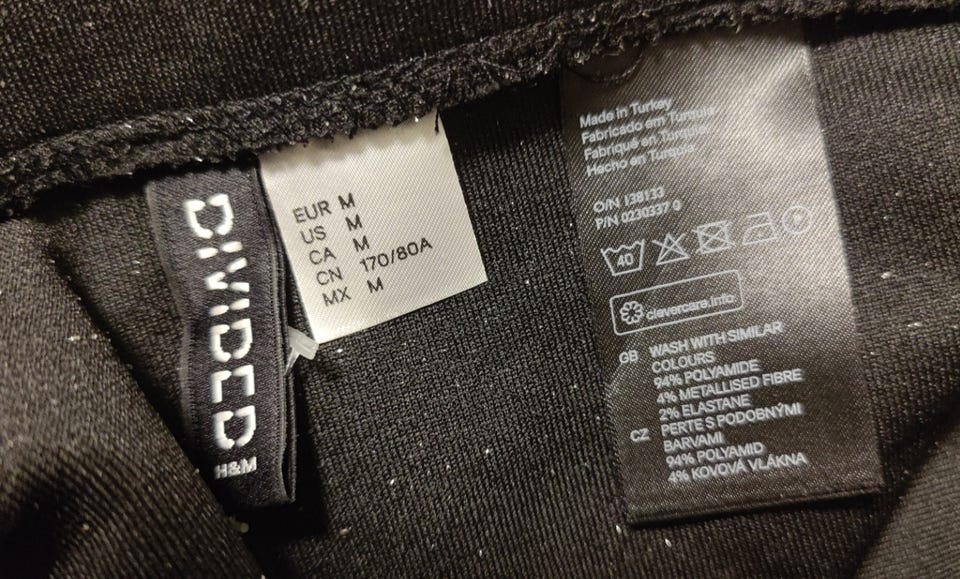 DIVIDED
H&M
EUR M
US M
CA M
CN 170/80A
MX M
Made in Turkey
Fabricado em Turquia
Fabriqué en Turquie
Hecho en Turquía
O/N 138133
P/N 0230337 0
40
clevercare.info
GB WASH WITH SIMILAR
COLOURS
94% POLYAMIDE
4% METALLISED FIBRE
2% ELASTANE
CZ PERTE S PODOBNÝMI
BARVAMI
94% POLYAMID
4% KOVOVÁ VLÁKNA